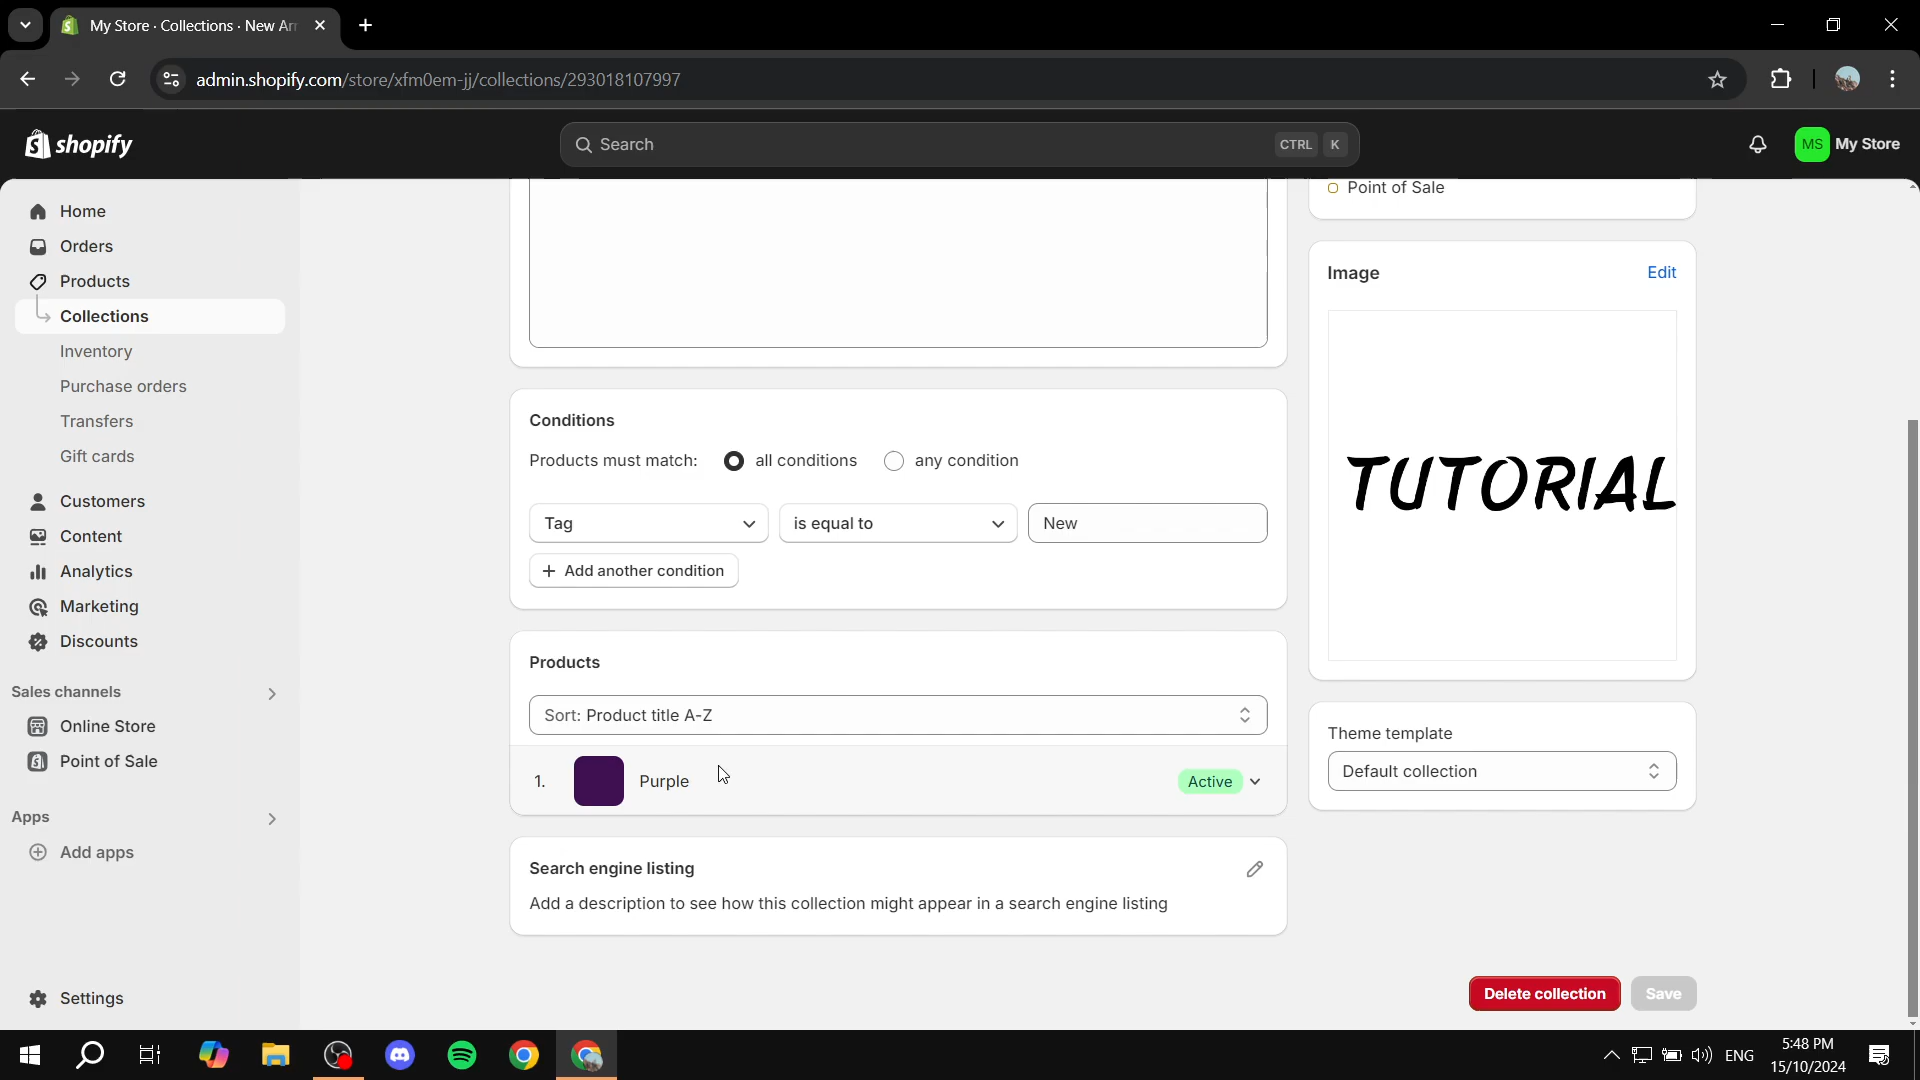 My Store · Collections · New Arr
admin.shopify.com/store/xfm0em-jj/collections/293018107997
shopify
Search
CTRL K
MS My Store
Home
Orders
Products
Collections
Inventory
Purchase orders
Transfers
Gift cards
Customers
Content
Analytics
Marketing
Discounts
Sales channels
Online Store
Point of Sale
Apps
Add apps
Settings
Conditions
Products must match: all conditions any condition
Tag is equal to New
Add another condition
Products
Sort: Product title A-Z
1. Purple Active
Search engine listing
Add a description to see how this collection might appear in a search engine listing
Point of Sale
Image Edit
TUTORIAL
Theme template
Default collection
Delete collection Save
ENG
5:48 PM
15/10/2024